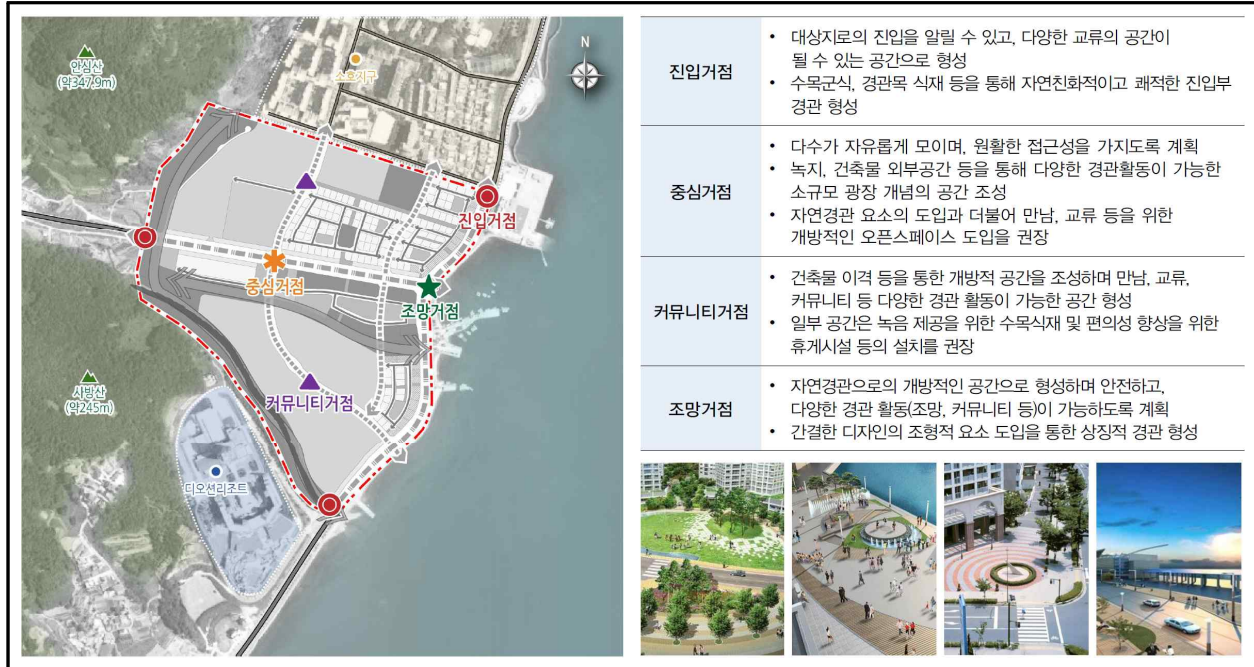 안심산
(약347.9m)
소호지구
N
진입거점
중심거점
조망거점
커뮤니티거점
사방산
(약245m)
디오션리조트
진입거점
• 대상지로의 진입을 알릴 수 있고, 다양한 교류의 공간이
될 수 있는 공간으로 형성
• 수목군식, 경관목 식재 등을 통해 자연친화적이고 쾌적한 진입부
경관 형성
중심거점
• 다수가 자유롭게 모이며, 원활한 접근성을 가지도록 계획
• 녹지, 건축물 외부공간 등을 통해 다양한 경관활동이 가능한
소규모 광장 개념의 공간 조성
• 자연경관 요소의 도입과 더불어 만남, 교류 등을 위한
개방적인 오픈스페이스 도입을 권장
커뮤니티거점
• 건축물 이격 등을 통한 개방적 공간을 조성하며 만남, 교류,
커뮤니티 등 다양한 경관 활동이 가능한 공간 형성
• 일부 공간은 녹음 제공을 위한 수목식재 및 편의성 향상을 위한
휴게시설 등의 설치를 권장
조망거점
• 자연경관으로의 개방적인 공간으로 형성하며 안전하고,
다양한 경관 활동(조망, 커뮤니티 등)이 가능하도록 계획
• 간결한 디자인의 조형적 요소 도입을 통한 상징적 경관 형성